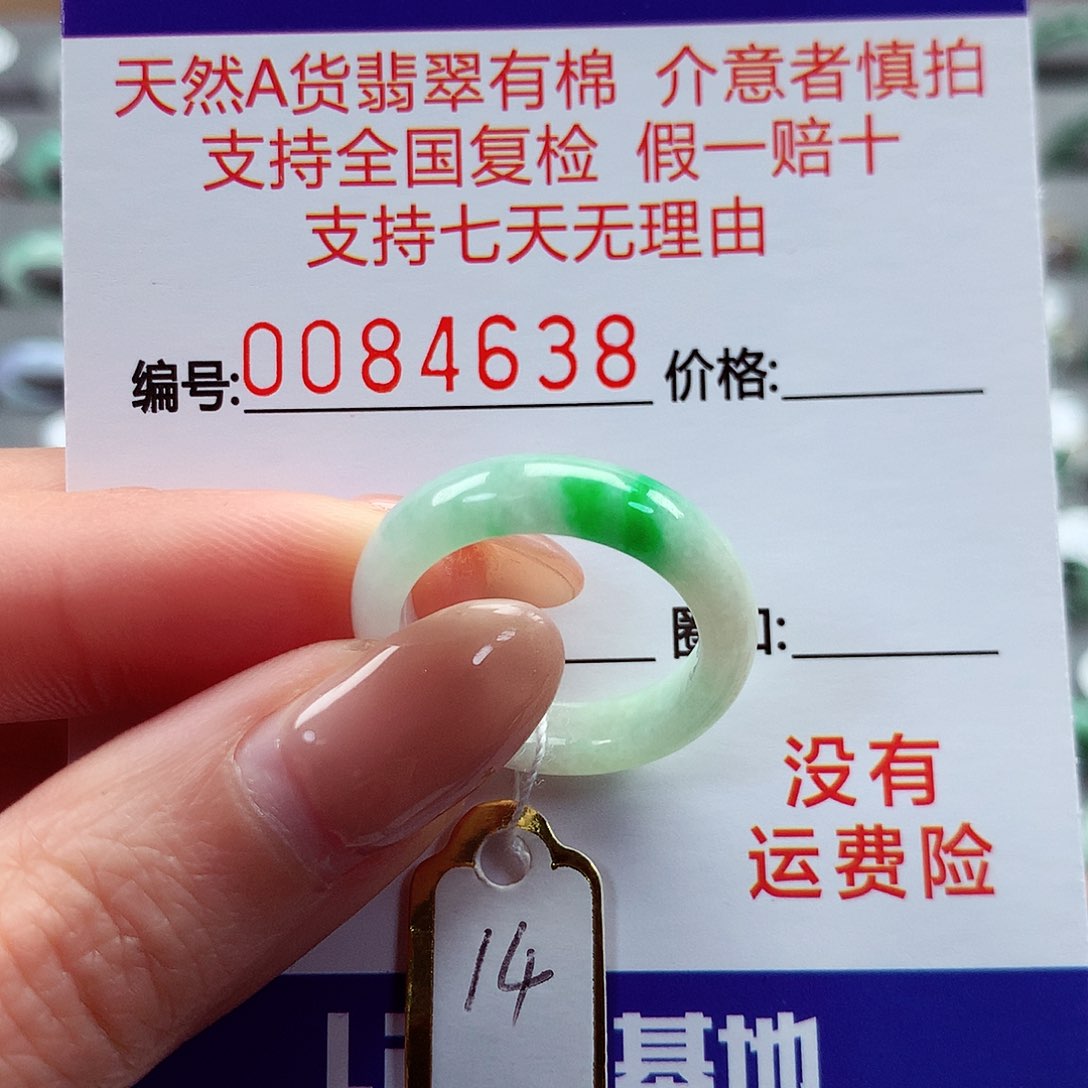 天然A货翡翠有棉 介意者慎拍
支持全国复检 假一赔十
支持七天无理由
编号:0084638 价格:
圈口:
没有
运费险
14
基地